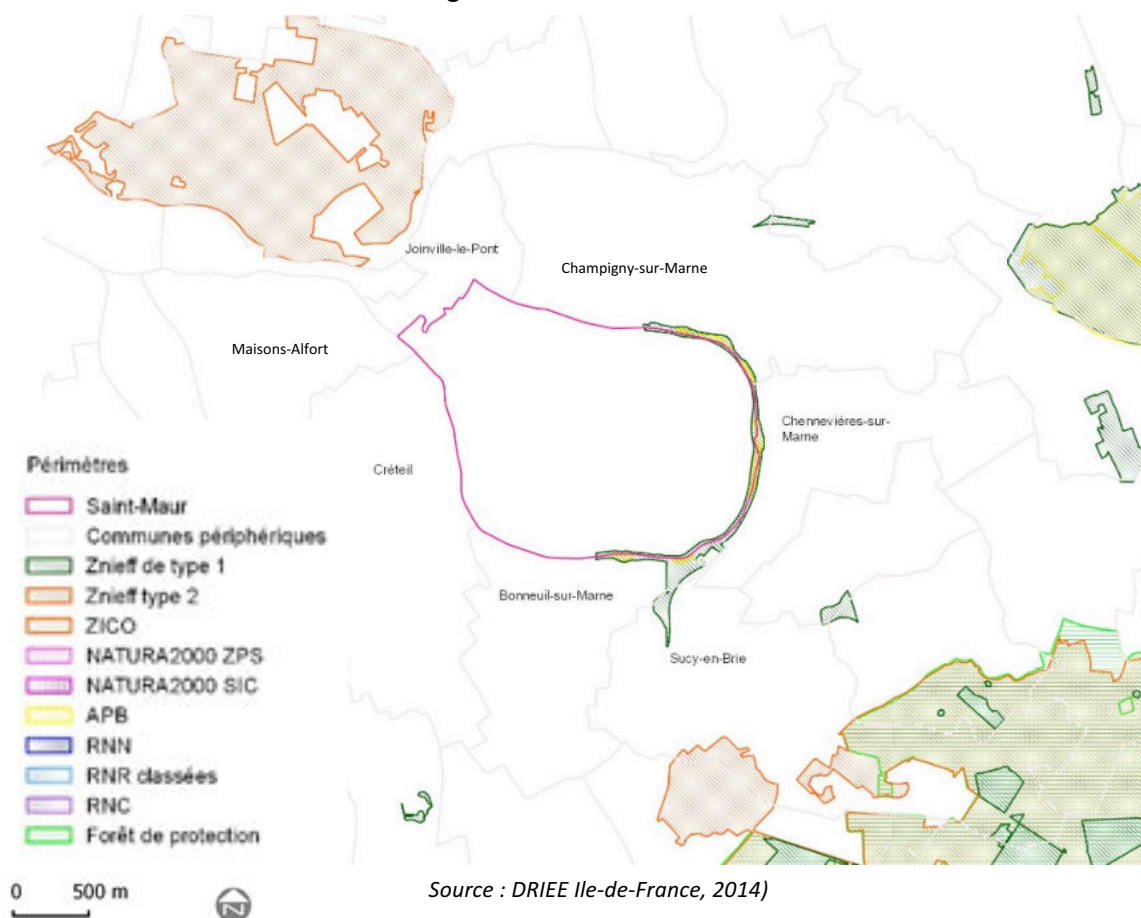 Joinville-le-Pont
Champigny-sur-Marne
Maisons-Alfort
Chennevières-sur-
Marne
Créteil
Bonneuil-sur-Marne
Sucy-en-Brie
Périmètres
Saint-Maur
Communes périphériques
Znieff de type 1
Znieff type 2
ZICO
NATURA2000 ZPS
NATURA2000 SIC
APB
RNN
RNR classées
RNC
Forêt de protection
0 500 m
Source : DRIEE Ile-de-France, 2014)